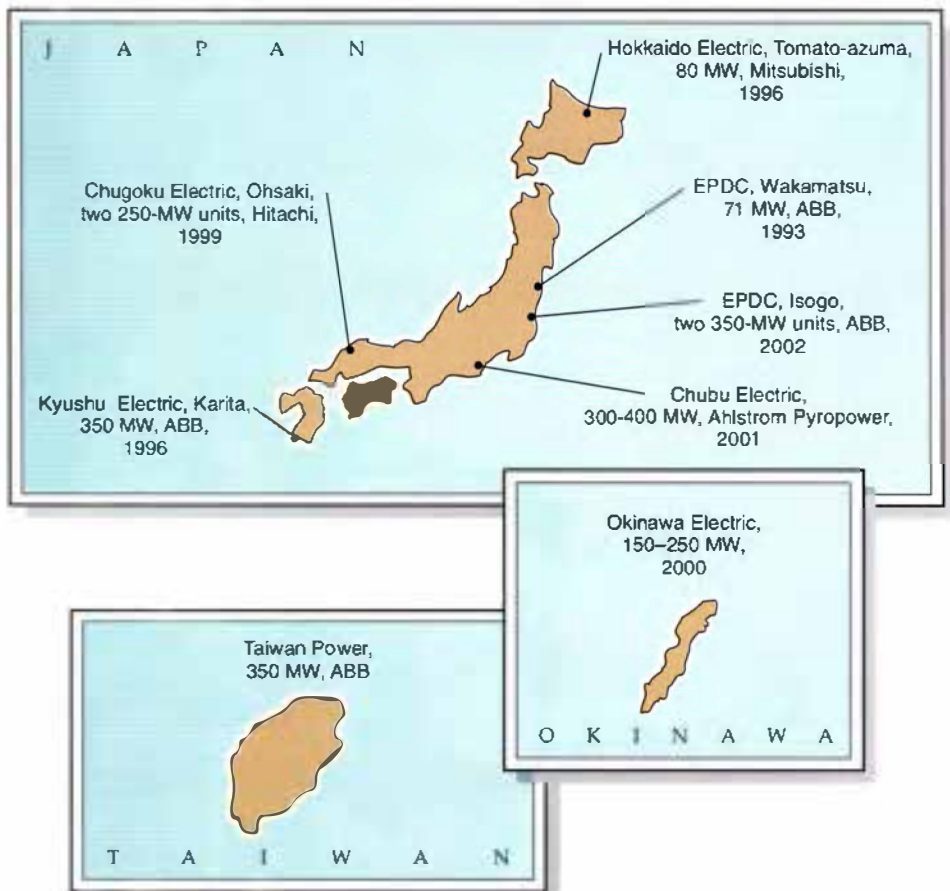 J A P A N
Hokkaido Electric, Tomato-azuma,
80 MW, Mitsubishi,
1996
Chugoku Electric, Ohsaki,
two 250-MW units, Hitachi,
1999
EPDC, Wakamatsu,
71 MW, ABB,
1993
EPDC, Isogo,
two 350-MW units, ABB,
2002
Kyushu Electric, Karita,
350 MW, ABB,
1996
Chubu Electric,
300-400 MW, Ahlstrom Pyropower,
2001
Okinawa Electric,
150–250 MW,
2000
O K I N A W A
Taiwan Power,
350 MW, ABB
T A I W A N